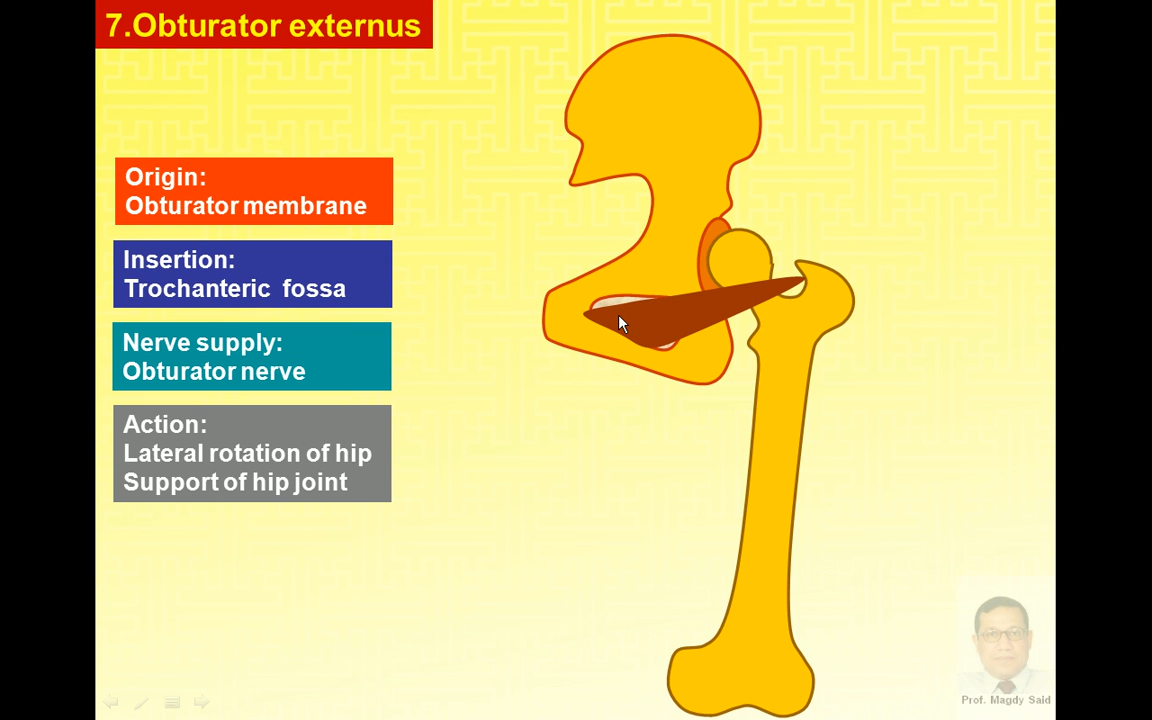 7.Obturator externus
Origin:
Obturator membrane
Insertion:
Trochanteric fossa
Nerve supply:
Obturator nerve
Action:
Lateral rotation of hip
Support of hip joint
Prof. Magdy Said